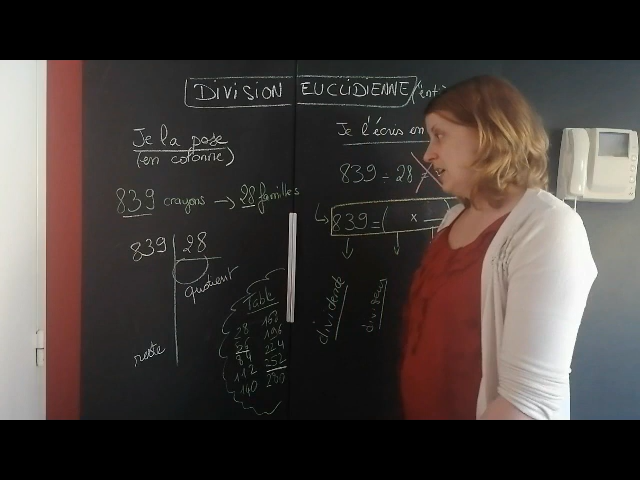 DIVISION EUCLIDIENNE
Je la pose
(en colonne)
839 crayons → 28 familles
839 28
quotient
reste
Table
28 168
56 196
84 224
112 252
140 280
Je l'écris en
839 ÷ 28 =
839 = ( x
dividende
diviseur